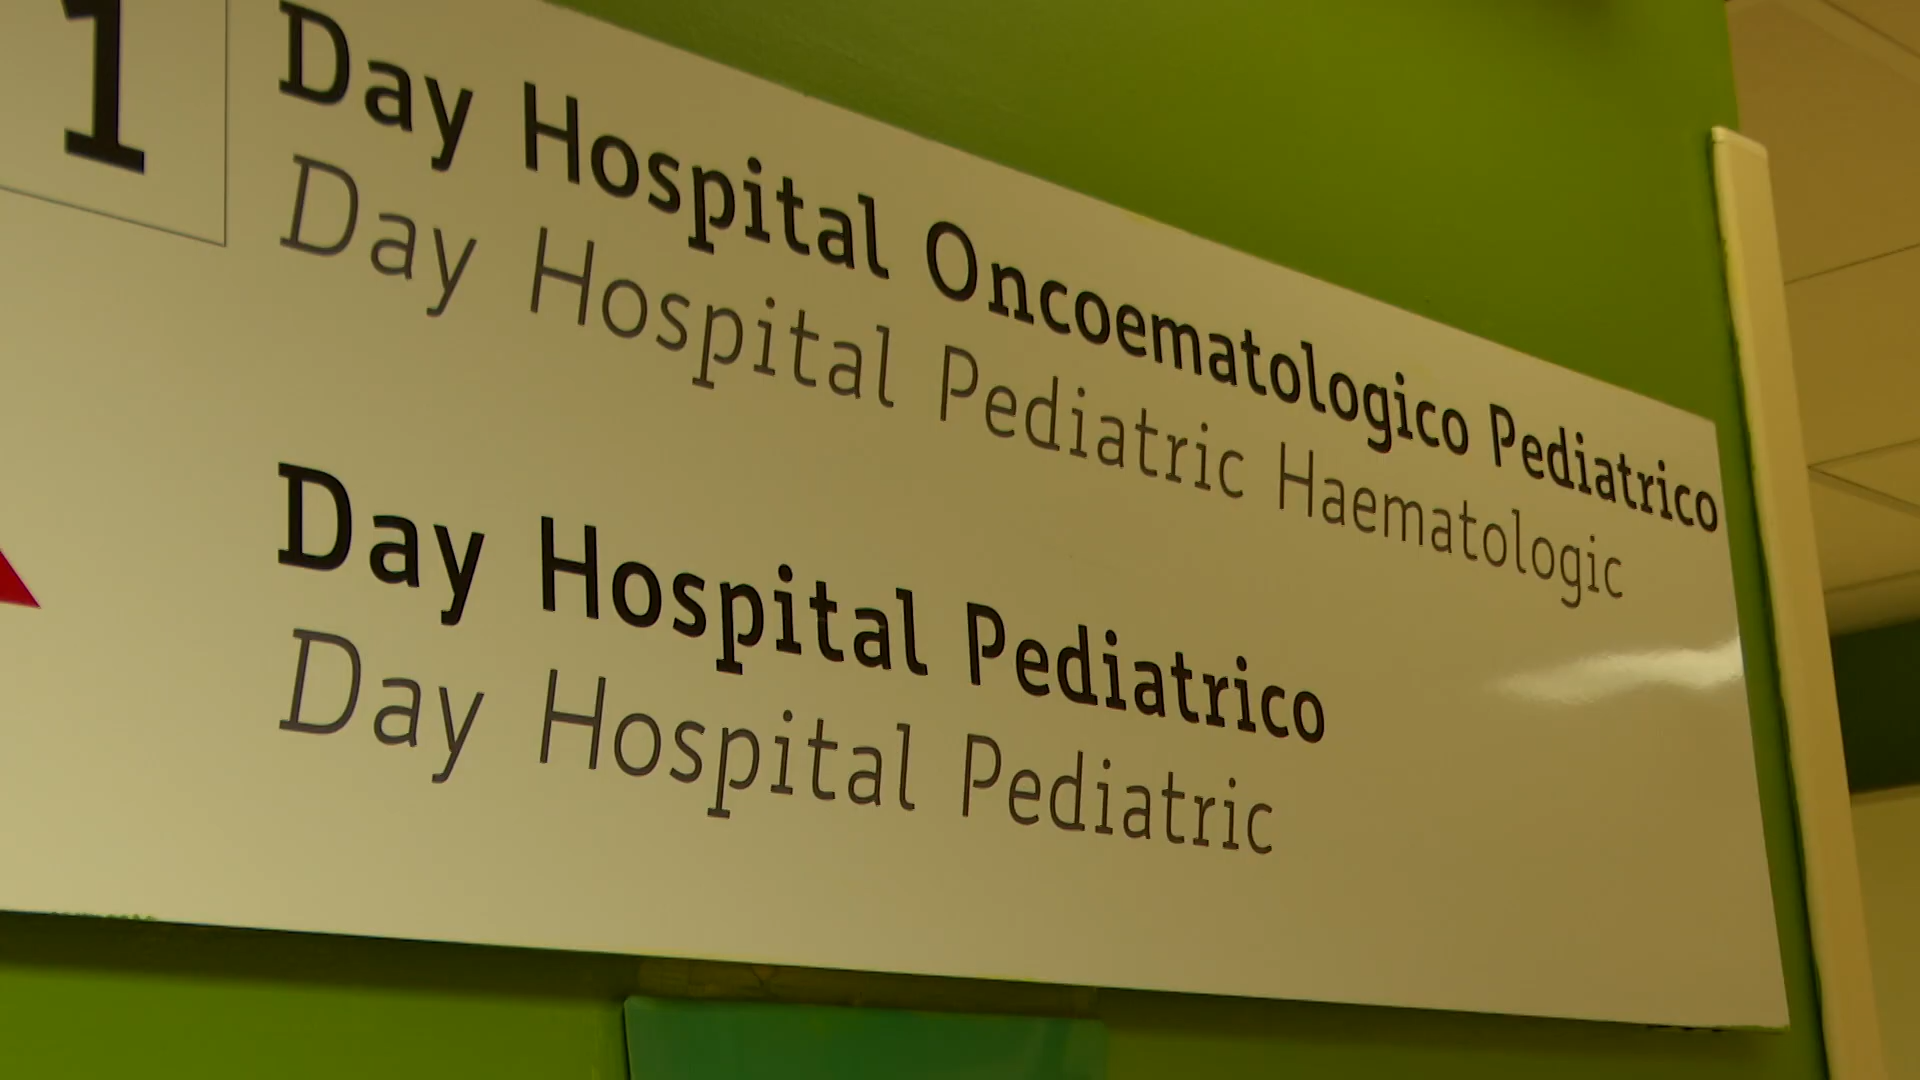 1
Day Hospital Oncoematologico Pediatrico
Day Hospital Pediatric Haematologic
Day Hospital Pediatrico
Day Hospital Pediatric